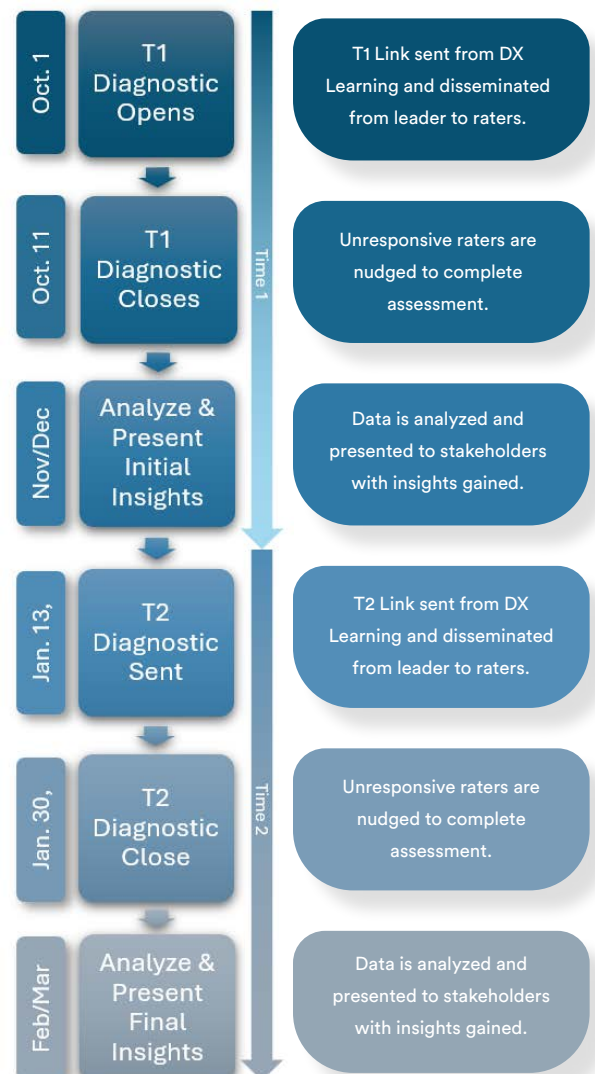 Oct. 1
T1
Diagnostic
Opens
T1 Link sent from DX
Learning and disseminated
from leader to raters.
Oct. 11
T1
Diagnostic
Closes
Time 1
Unresponsive raters are
nudged to complete
assessment.
Nov/Dec
Analyze &
Present
Initial
Insights
Data is analyzed and
presented to stakeholders
with insights gained.
Jan. 13,
T2
Diagnostic
Sent
T2 Link sent from DX
Learning and disseminated
from leader to raters.
Jan. 30,
T2
Diagnostic
Close
Time 2
Unresponsive raters are
nudged to complete
assessment.
Feb/Mar
Analyze &
Present
Final
Insights
Data is analyzed and
presented to stakeholders
with insights gained.